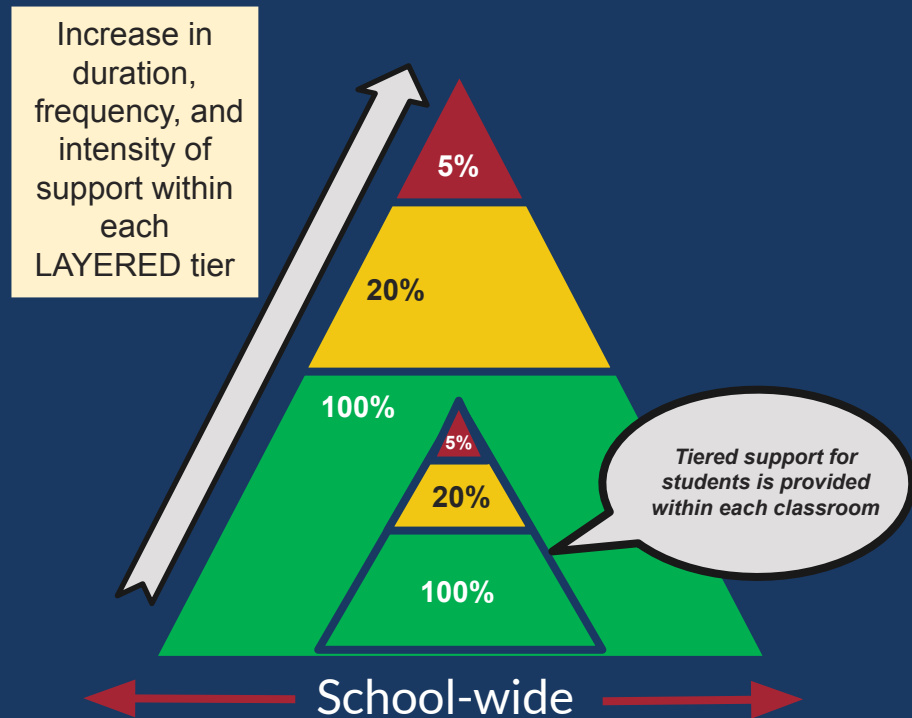 Increase in
duration,
frequency, and
intensity of
support within
each
LAYERED tier
5%
20%
100%
5%
20%
100%
Tiered support for
students is provided
within each classroom
School-wide